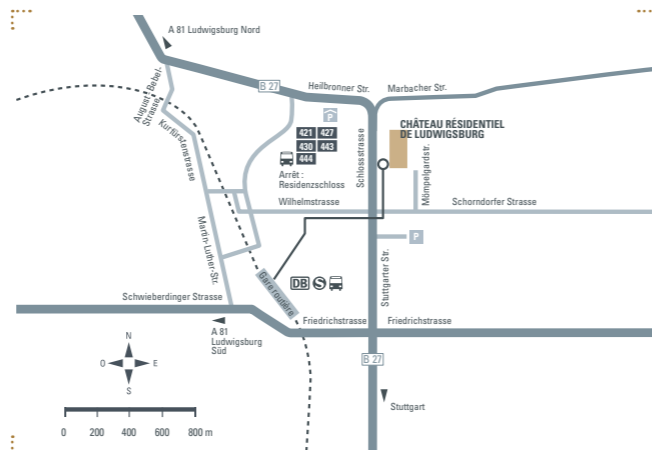 A 81 Ludwigsburg Nord
B 27
Heilbronner Str.
Marbacher Str.
August-Bebel-
Strasse
Kurfürstenstrasse
P
421 427
430 443
444
Arrêt :
Residenzschloss
Schlossstrasse
CHÂTEAU RÉSIDENTIEL
DE LUDWIGSBURG
Mömpelgardstr.
Wilhelmstrasse
Schorndorfer Strasse
Martin-Luther-Str.
P
Stuttgarter Str.
Gare routière
DB S
Schwieberdinger Strasse
Friedrichstrasse
Friedrichstrasse
A 81
Ludwigsburg
Süd
N
O E
S
B 27
Stuttgart
0 200 400 600 800 m